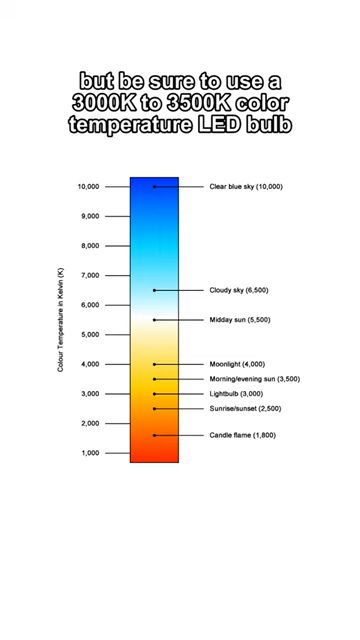 but be sure to use a
3000K to 3500K color
temperature LED bulb
10,000
Clear blue sky (10,000)
9,000
8,000
7,000
Cloudy sky (6,500)
6,000
Midday sun (5,500)
5,000
Colour Temperature in Kelvin (K)
4,000
Moonlight (4,000)
Morning/evening sun (3,500)
3,000
Lightbulb (3,000)
Sunrise/sunset (2,500)
2,000
Candle flame (1,800)
1,000